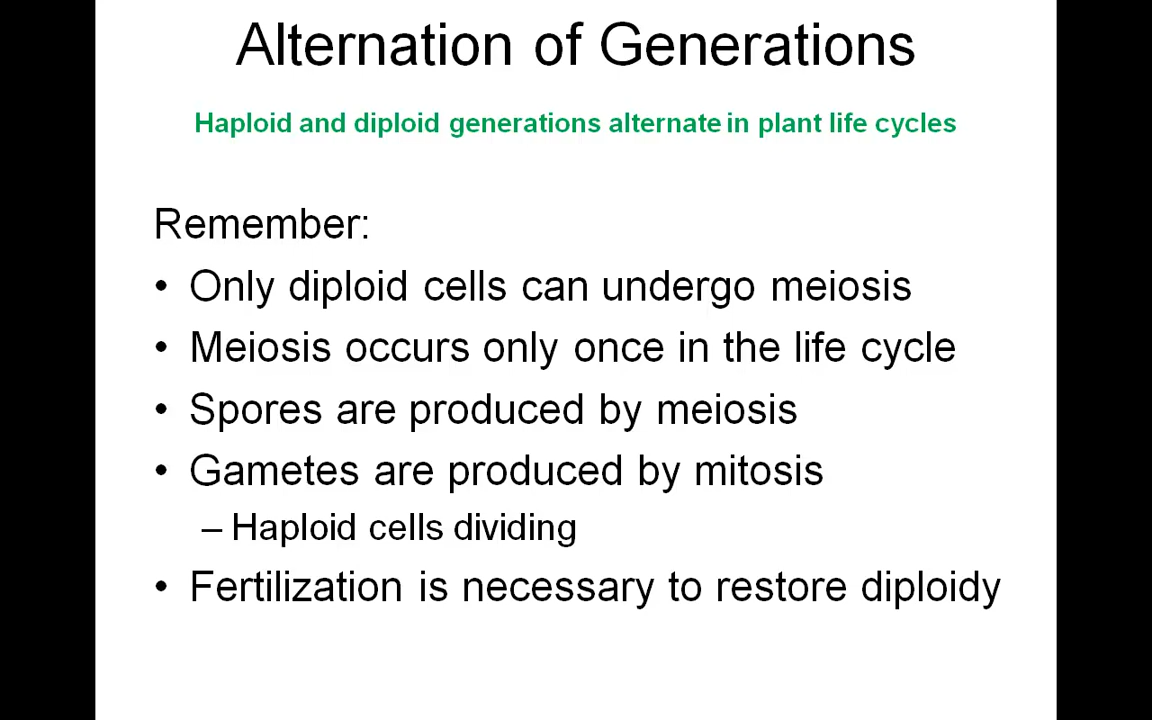 Alternation of Generations
Haploid and diploid generations alternate in plant life cycles
Remember:
• Only diploid cells can undergo meiosis
• Meiosis occurs only once in the life cycle
• Spores are produced by meiosis
• Gametes are produced by mitosis
– Haploid cells dividing
• Fertilization is necessary to restore diploidy